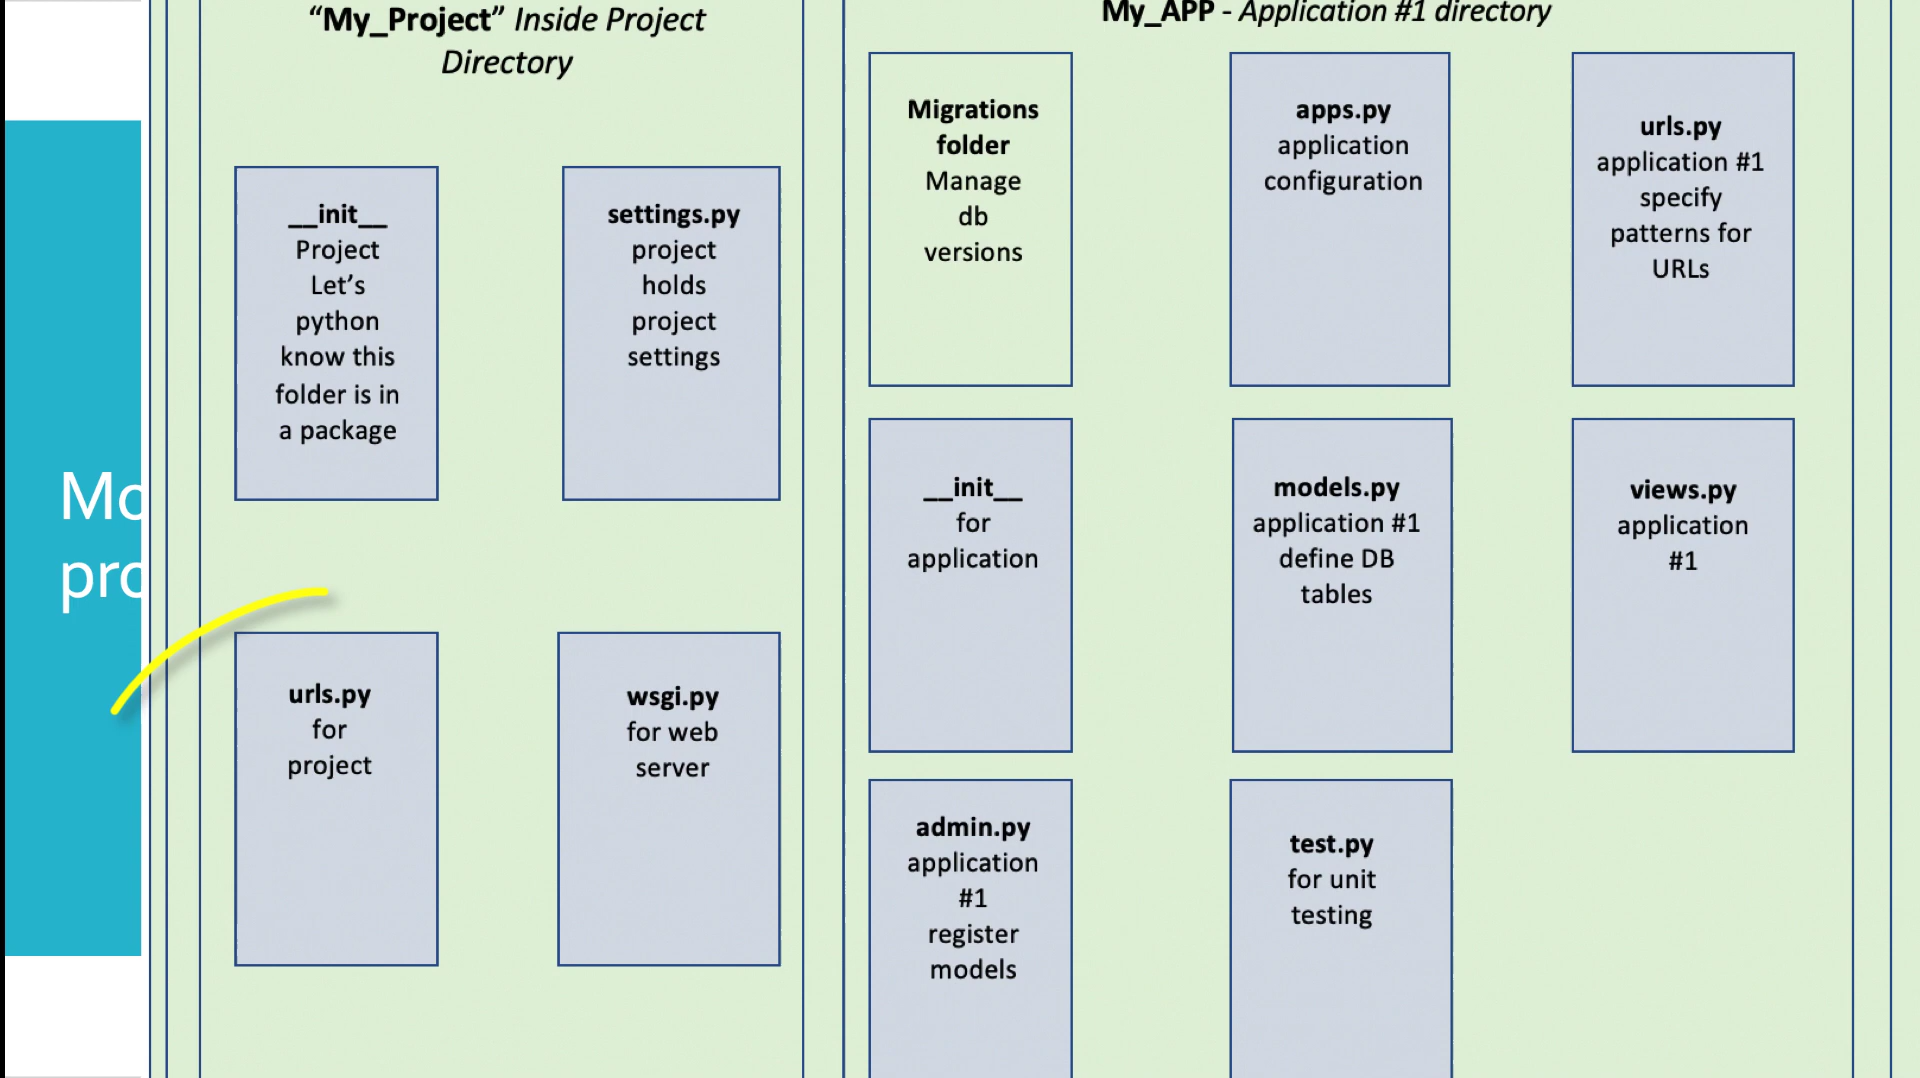 “My_Project” Inside Project
Directory
__init__
Project
Let’s
python
know this
folder is in
a package
settings.py
project
holds
project
settings
urls.py
for
project
wsgi.py
for web
server
My_APP - Application #1 directory
Migrations
folder
Manage
db
versions
apps.py
application
configuration
urls.py
application #1
specify
patterns for
URLs
__init__
for
application
models.py
application #1
define DB
tables
views.py
application
#1
admin.py
application
#1
register
models
test.py
for unit
testing